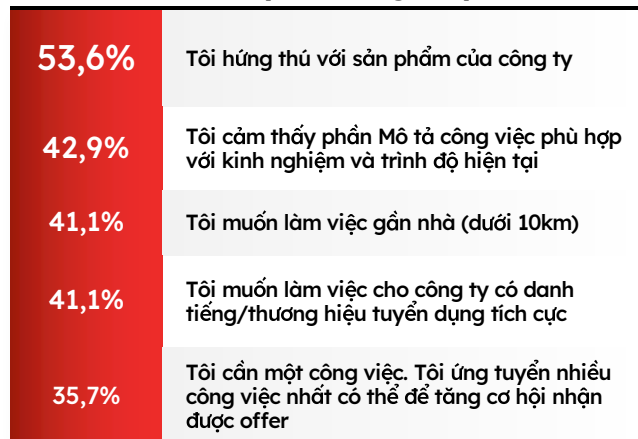 53,6%
Tôi hứng thú với sản phẩm của công ty
42,9%
Tôi cảm thấy phần Mô tả công việc phù hợp
với kinh nghiệm và trình độ hiện tại
41,1%
Tôi muốn làm việc gần nhà (dưới 10km)
41,1%
Tôi muốn làm việc cho công ty có danh
tiếng/thương hiệu tuyển dụng tích cực
35,7%
Tôi cần một công việc. Tôi ứng tuyển nhiều
công việc nhất có thể để tăng cơ hội nhận
được offer